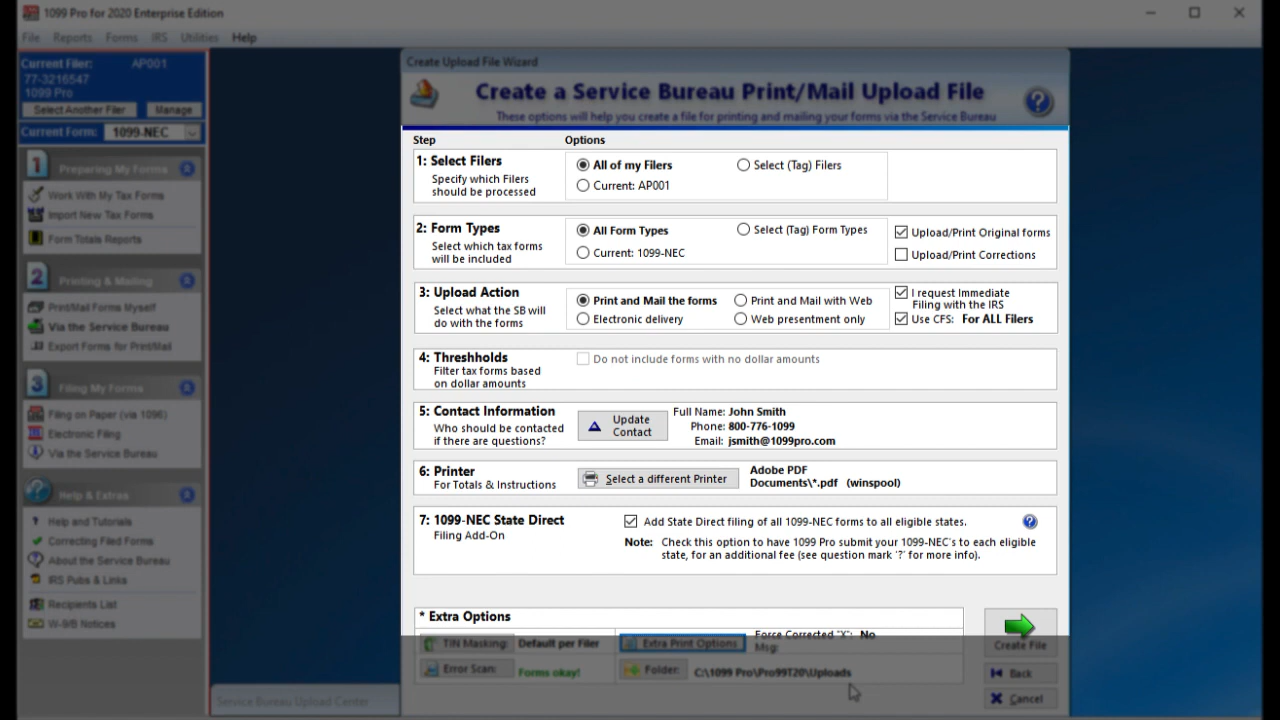 1099 Pro for 2020 Enterprise Edition
File Reports Forms IRS Utilities Help
Current Filer: AP001
77-3216547
1099 Pro
Select Another Filer Manage
Current Form: 1099-NEC
1 Preparing My Forms
Work With My Tax Forms
Import New Tax Forms
Form Totals Reports
2 Printing & Mailing
Print/Mail Forms Myself
Via the Service Bureau
Export Forms for Print/Mail
3 Filing My Forms
Filing on Paper (via 1096)
Electronic Filing
Via the Service Bureau
? Help & Extras
? Help and Tutorials
Correcting Filed Forms
About the Service Bureau
IRS Pubs & Links
Recipients List
W-9/B Notices
Create Upload File Wizard
Create a Service Bureau Print/Mail Upload File
These options will help you create a file for printing and mailing your forms via the Service Bureau
?
Step Options
1: Select Filers
Specify which Filers
should be processed
All of my Filers Select (Tag) Filers
Current: AP001
2: Form Types
Select which tax forms
will be included
All Form Types Select (Tag) Form Types
Current: 1099-NEC
Upload/Print Original forms
Upload/Print Corrections
3: Upload Action
Select what the SB will
do with the forms
Print and Mail the forms Print and Mail with Web
Electronic delivery Web presentment only
I request Immediate
Filing with the IRS
Use CFS: For ALL Filers
4: Threshholds
Filter tax forms based
on dollar amounts
Do not include forms with no dollar amounts
5: Contact Information
Who should be contacted
if there are questions?
Update
Contact
Full Name: John Smith
Phone: 800-776-1099
Email: jsmith@1099pro.com
6: Printer
For Totals & Instructions
Select a different Printer
Adobe PDF
Documents\*.pdf (winspool)
7: 1099-NEC State Direct
Filing Add-On
Add State Direct filing of all 1099-NEC forms to all eligible states.
?
Note: Check this option to have 1099 Pro submit your 1099-NEC's to each eligible
state, for an additional fee (see question mark '?' for more info).
* Extra Options
TIN Masking: Default per Filer Extra Print Options Force Corrected "X": No
Msg:
Error Scan: Forms okay! Folder: C:\1099 Pro\Pro99T20\Uploads
Create File
Back
Cancel
Service Bureau Upload Center